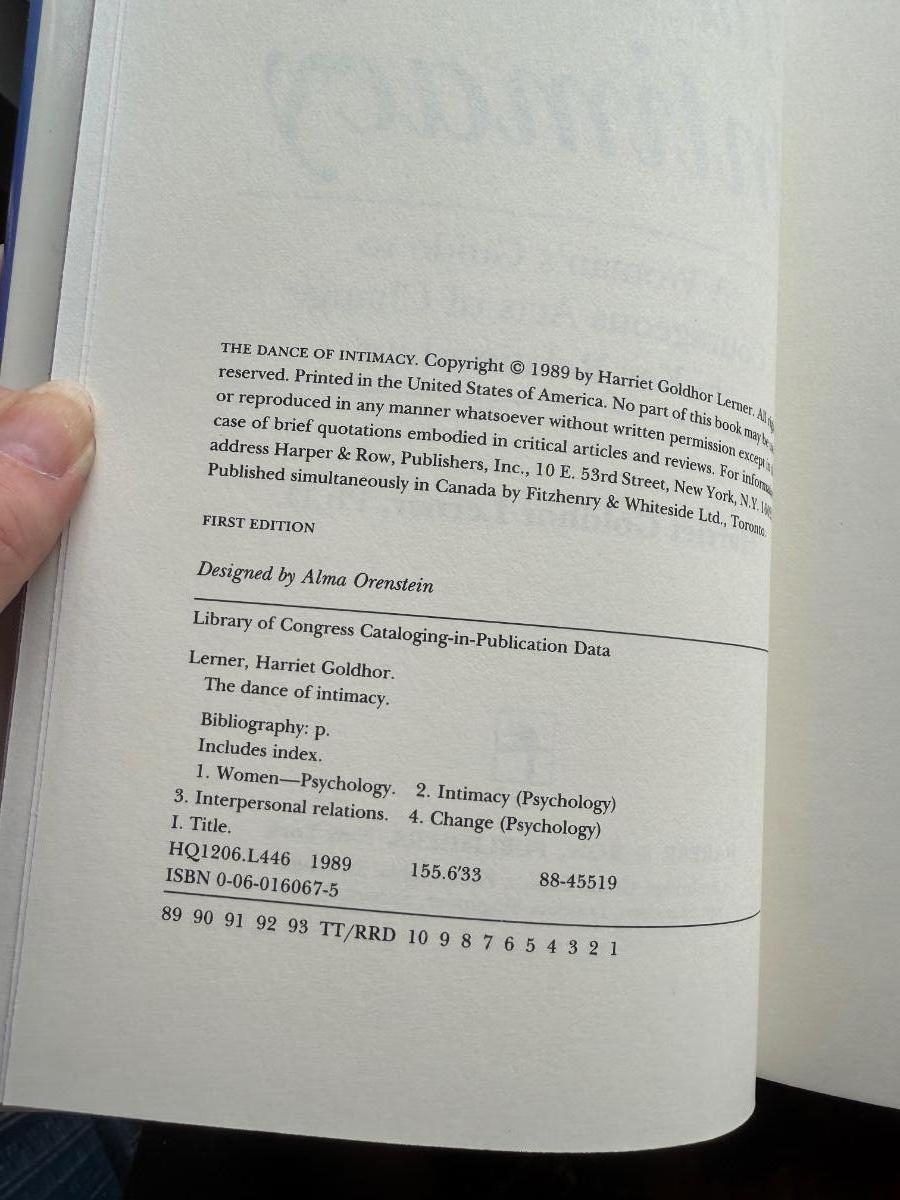 THE DANCE OF INTIMACY. Copyright © 1989 by Harriet Goldhor Lerner. All
reserved. Printed in the United States of America. No part of this book may be
or reproduced in any manner whatsoever without written permission except in
case of brief quotations embodied in critical articles and reviews. For
address Harper & Row, Publishers, Inc., 10 E. 53rd Street, New York, N.Y.
Published simultaneously in Canada by Fitzhenry & Whiteside Ltd., Toronto.
FIRST EDITION
Designed by Alma Orenstein
Library of Congress Cataloging-in-Publication Data
Lerner, Harriet Goldhor.
The dance of intimacy.
Bibliography: p.
Includes index.
1. Women—Psychology. 2. Intimacy (Psychology)
3. Interpersonal relations. 4. Change (Psychology)
I. Title.
HQ1206.L446 1989 155.6'33 88-45519
ISBN 0-06-016067-5
89 90 91 92 93 TT/RRD 10 9 8 7 6 5 4 3 2 1